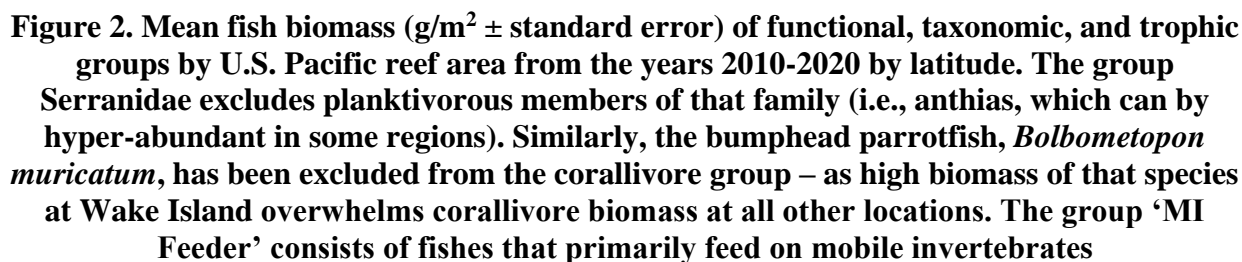 Figure 2. Mean fish biomass (g/m² ± standard error) of functional, taxonomic, and trophic
groups by U.S. Pacific reef area from the years 2010-2020 by latitude. The group
Serranidae excludes planktivorous members of that family (i.e., anthias, which can by
hyper-abundant in some regions). Similarly, the bumphead parrotfish, Bolbometopon
muricatum, has been excluded from the corallivore group – as high biomass of that species
at Wake Island overwhelms corallivore biomass at all other locations. The group ‘MI
Feeder’ consists of fishes that primarily feed on mobile invertebrates